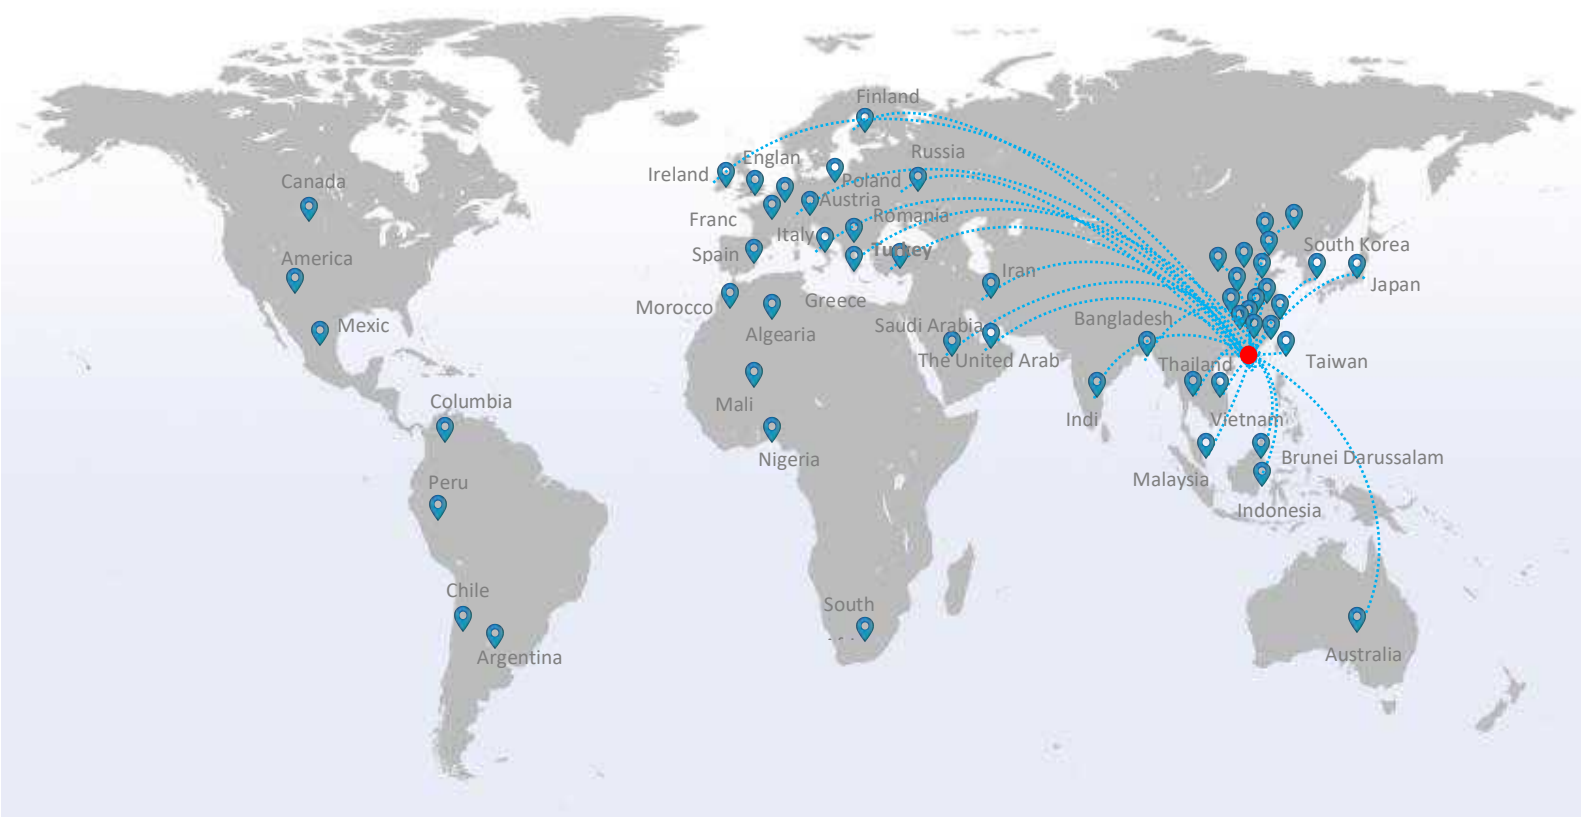 Finland
Englan
Russia
Ireland
Poland
Canada
Austria
Franc
Romania
Italy
South Korea
Spain
Turkey
America
Iran
Japan
Morocco
Greece
Mexic
Algearia
Saudi Arabia
Bangladesh
The United Arab
Thailand
Taiwan
Columbia
Mali
Indi
Vietnam
Nigeria
Brunei Darussalam
Peru
Malaysia
Indonesia
Chile
South
Argentina
Australia